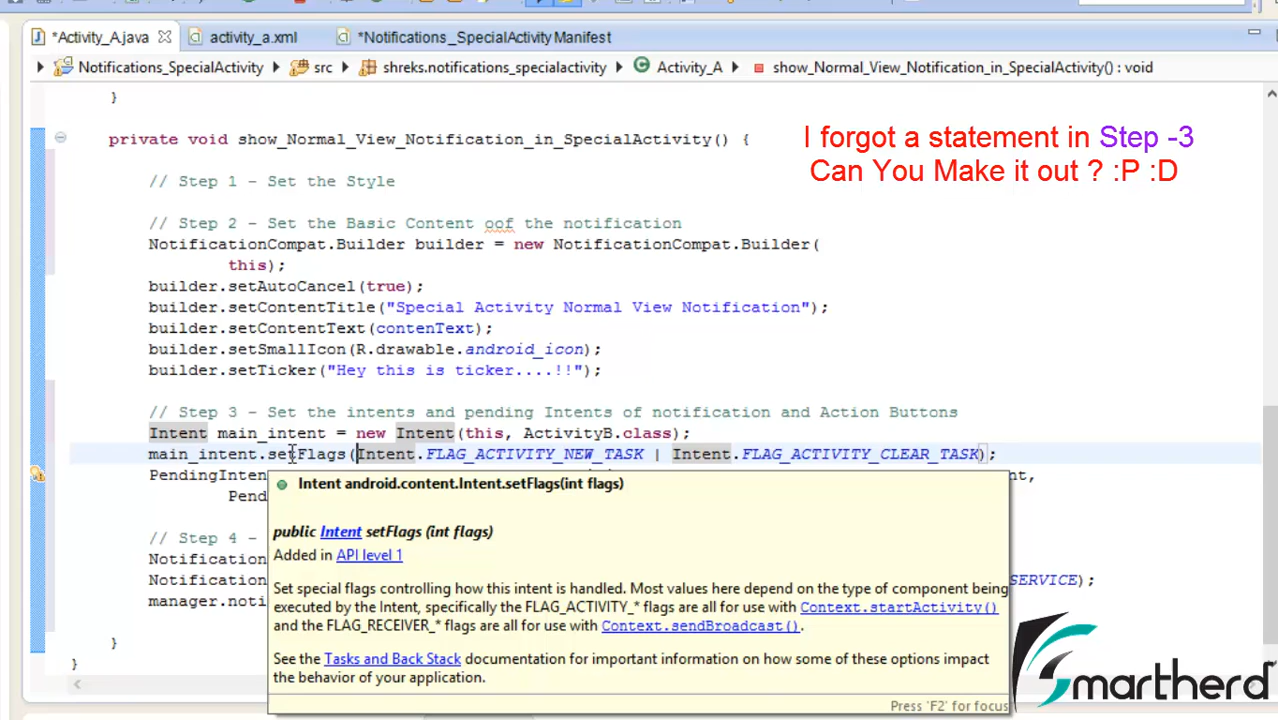 *Activity_A.java
activity_a.xml
*Notifications_SpecialActivity Manifest
Notifications_SpecialActivity
src
shreks.notifications_specialactivity
Activity_A
show_Normal_View_Notification_in_SpecialActivity() : void
}
I forgot a statement in Step -3
Can You Make it out ? :P :D
private void show_Normal_View_Notification_in_SpecialActivity() {
// Step 1 - Set the Style
// Step 2 - Set the Basic Content oof the notification
NotificationCompat.Builder builder = new NotificationCompat.Builder(
this);
builder.setAutoCancel(true);
builder.setContentTitle("Special Activity Normal View Notification");
builder.setContentText(contenText);
builder.setSmallIcon(R.drawable.android_icon);
builder.setTicker("Hey this is ticker....!!");
// Step 3 - Set the intents and pending Intents of notification and Action Buttons
Intent main_intent = new Intent(this, ActivityB.class);
main_intent.setFlags(Intent.FLAG_ACTIVITY_NEW_TASK | Intent.FLAG_ACTIVITY_CLEAR_TASK);
PendingInten
Pend
// Step 4 -
Notification
Notification SERVICE);
manager.noti
}
}
Intent android.content.Intent.setFlags(int flags)
public Intent setFlags (int flags)
Added in API level 1
Set special flags controlling how this intent is handled. Most values here depend on the type of component being
executed by the Intent, specifically the FLAG_ACTIVITY_* flags are all for use with Context.startActivity()
and the FLAG_RECEIVER_* flags are all for use with Context.sendBroadcast().
See the Tasks and Back Stack documentation for important information on how some of these options impact
the behavior of your application.
Press 'F2' for focus
Smartherd